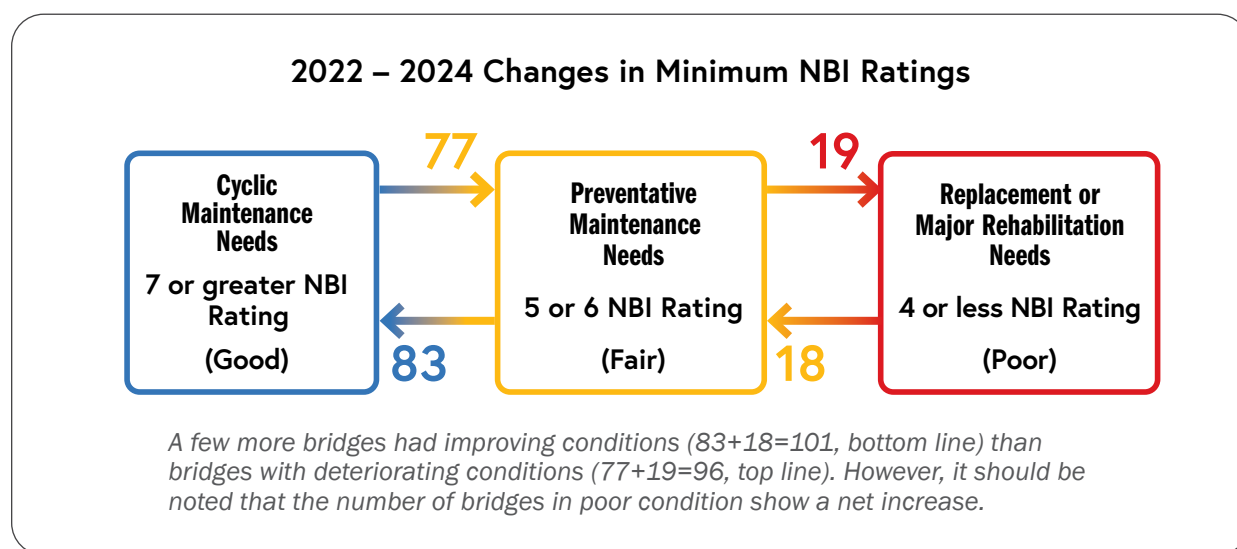 2022 – 2024 Changes in Minimum NBI Ratings
77
19
Cyclic
Maintenance
Needs
7 or greater NBI
Rating
(Good)
Preventative
Maintenance
Needs
5 or 6 NBI Rating
(Fair)
Replacement or
Major Rehabilitation
Needs
4 or less NBI Rating
(Poor)
83
18
A few more bridges had improving conditions (83+18=101, bottom line) than
bridges with deteriorating conditions (77+19=96, top line). However, it should be
noted that the number of bridges in poor condition show a net increase.